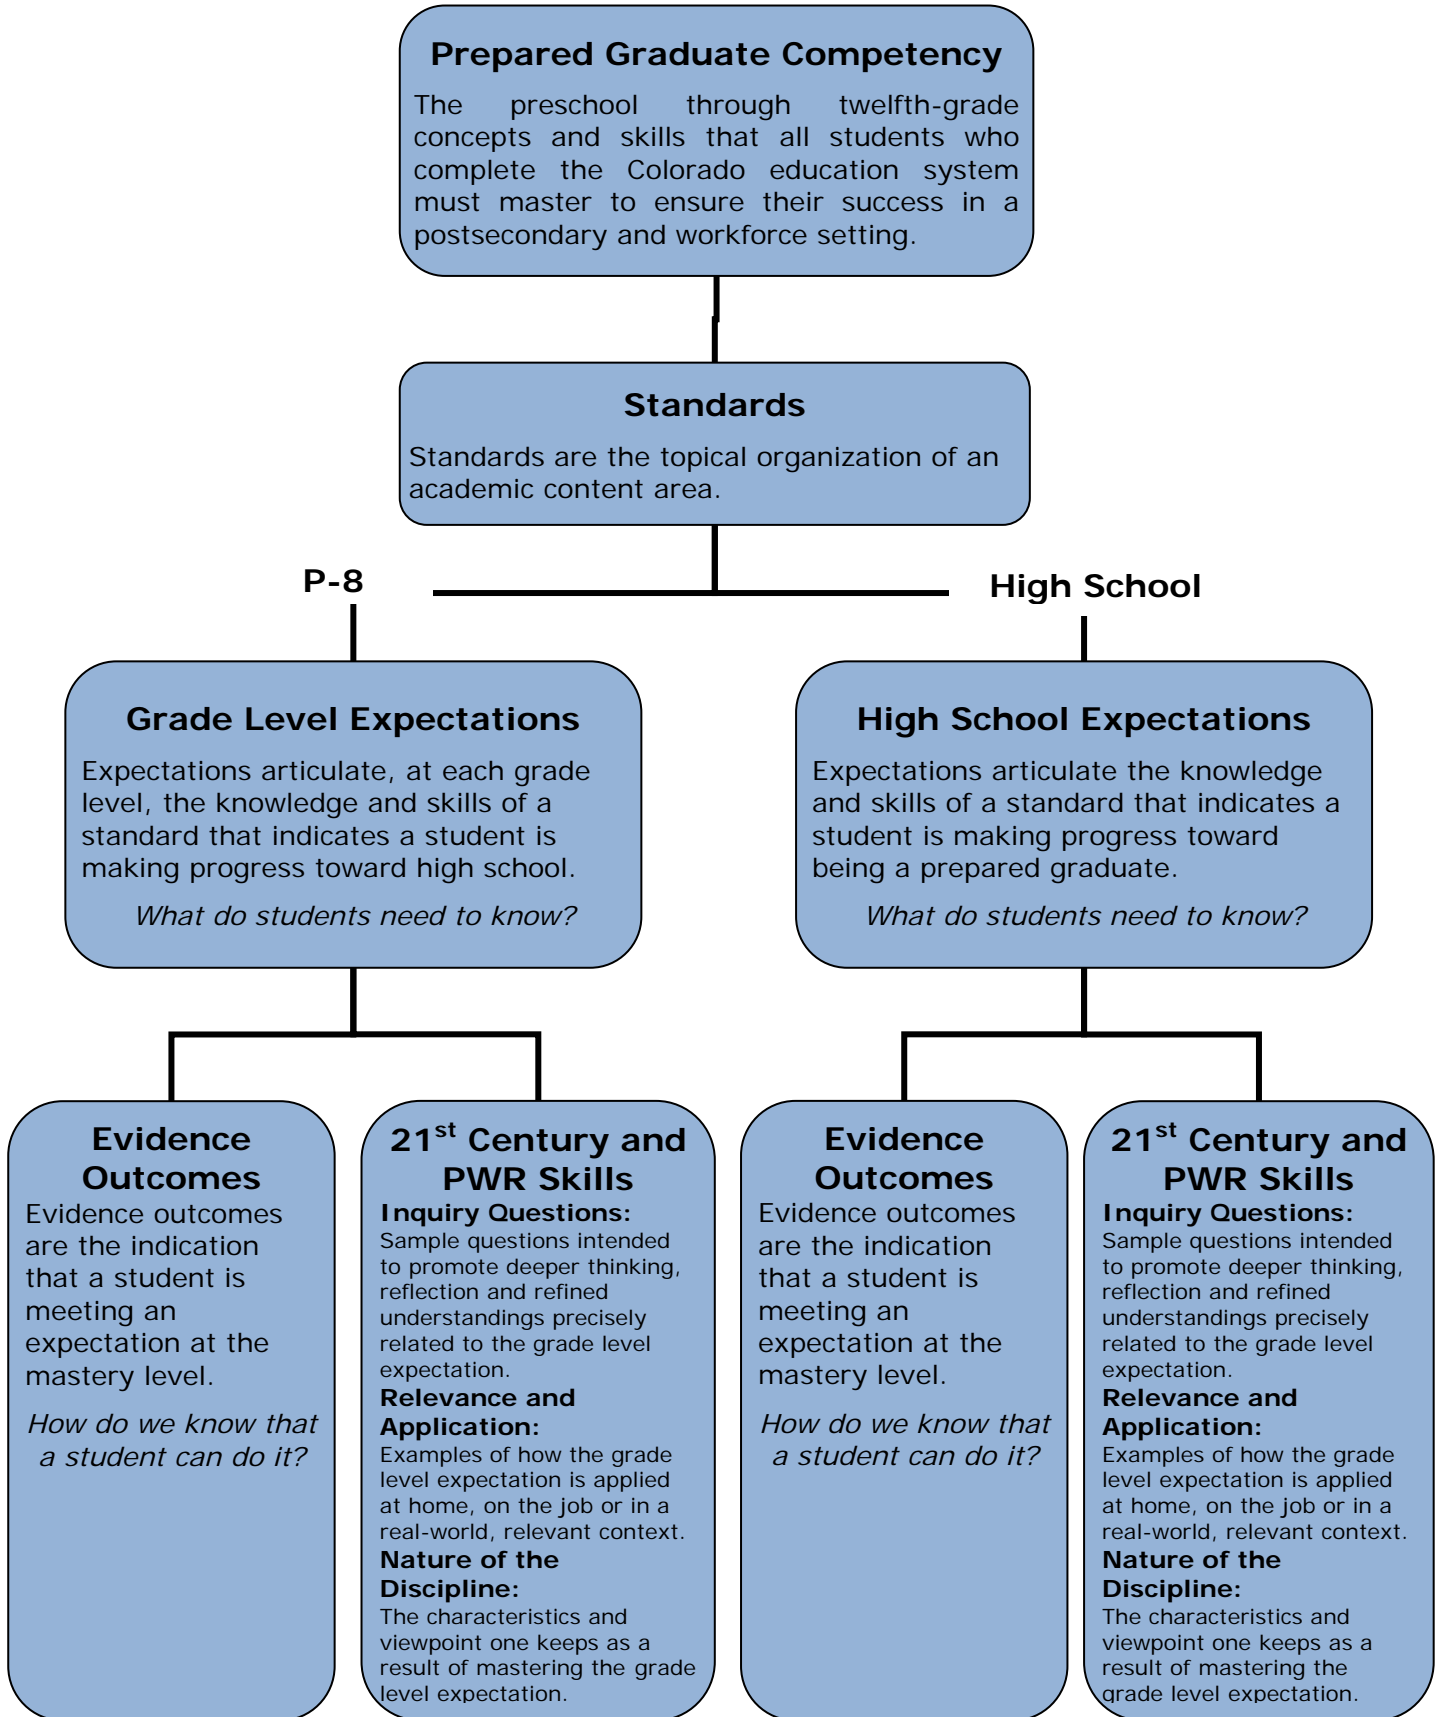 Prepared Graduate Competency
The preschool through twelfth-grade
concepts and skills that all students who
complete the Colorado education system
must master to ensure their success in a
postsecondary and workforce setting.
Standards
Standards are the topical organization of an
academic content area.
P-8
High School
Grade Level Expectations
Expectations articulate, at each grade
level, the knowledge and skills of a
standard that indicates a student is
making progress toward high school.
What do students need to know?
High School Expectations
Expectations articulate the knowledge
and skills of a standard that indicates a
student is making progress toward
being a prepared graduate.
What do students need to know?
Evidence
Outcomes
Evidence outcomes
are the indication
that a student is
meeting an
expectation at the
mastery level.
How do we know that
a student can do it?
21st Century and
PWR Skills
Inquiry Questions:
Sample questions intended
to promote deeper thinking,
reflection and refined
understandings precisely
related to the grade level
expectation.
Relevance and
Application:
Examples of how the grade
level expectation is applied
at home, on the job or in a
real-world, relevant context.
Nature of the
Discipline:
The characteristics and
viewpoint one keeps as a
result of mastering the grade
level expectation.
Evidence
Outcomes
Evidence outcomes
are the indication
that a student is
meeting an
expectation at the
mastery level.
How do we know that
a student can do it?
21st Century and
PWR Skills
Inquiry Questions:
Sample questions intended
to promote deeper thinking,
reflection and refined
understandings precisely
related to the grade level
expectation.
Relevance and
Application:
Examples of how the grade
level expectation is applied
at home, on the job or in a
real-world, relevant context.
Nature of the
Discipline:
The characteristics and
viewpoint one keeps as a
result of mastering the
grade level expectation.